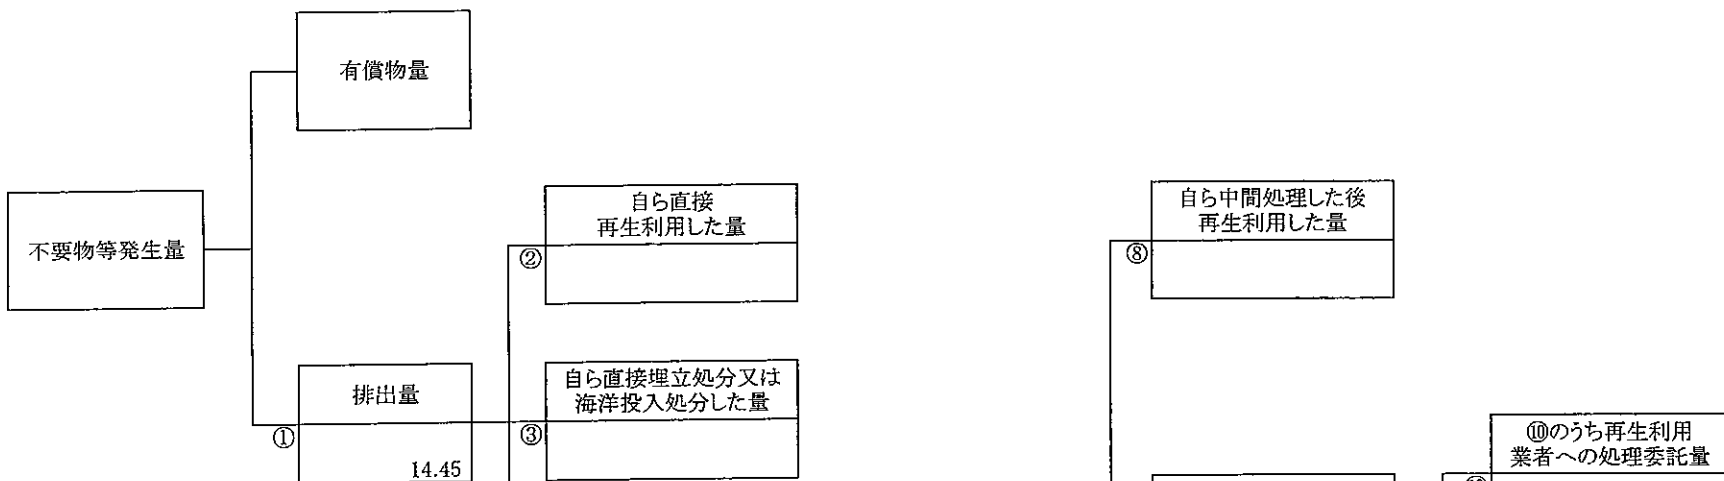 有償物量
不要物等発生量
自ら直接
再生利用した量
②
自ら中間処理した後
再生利用した量
⑧
排出量
①
14.45
自ら直接埋立処分又は
海洋投入処分した量
③
⑩のうち再生利用
業者への処理委託量